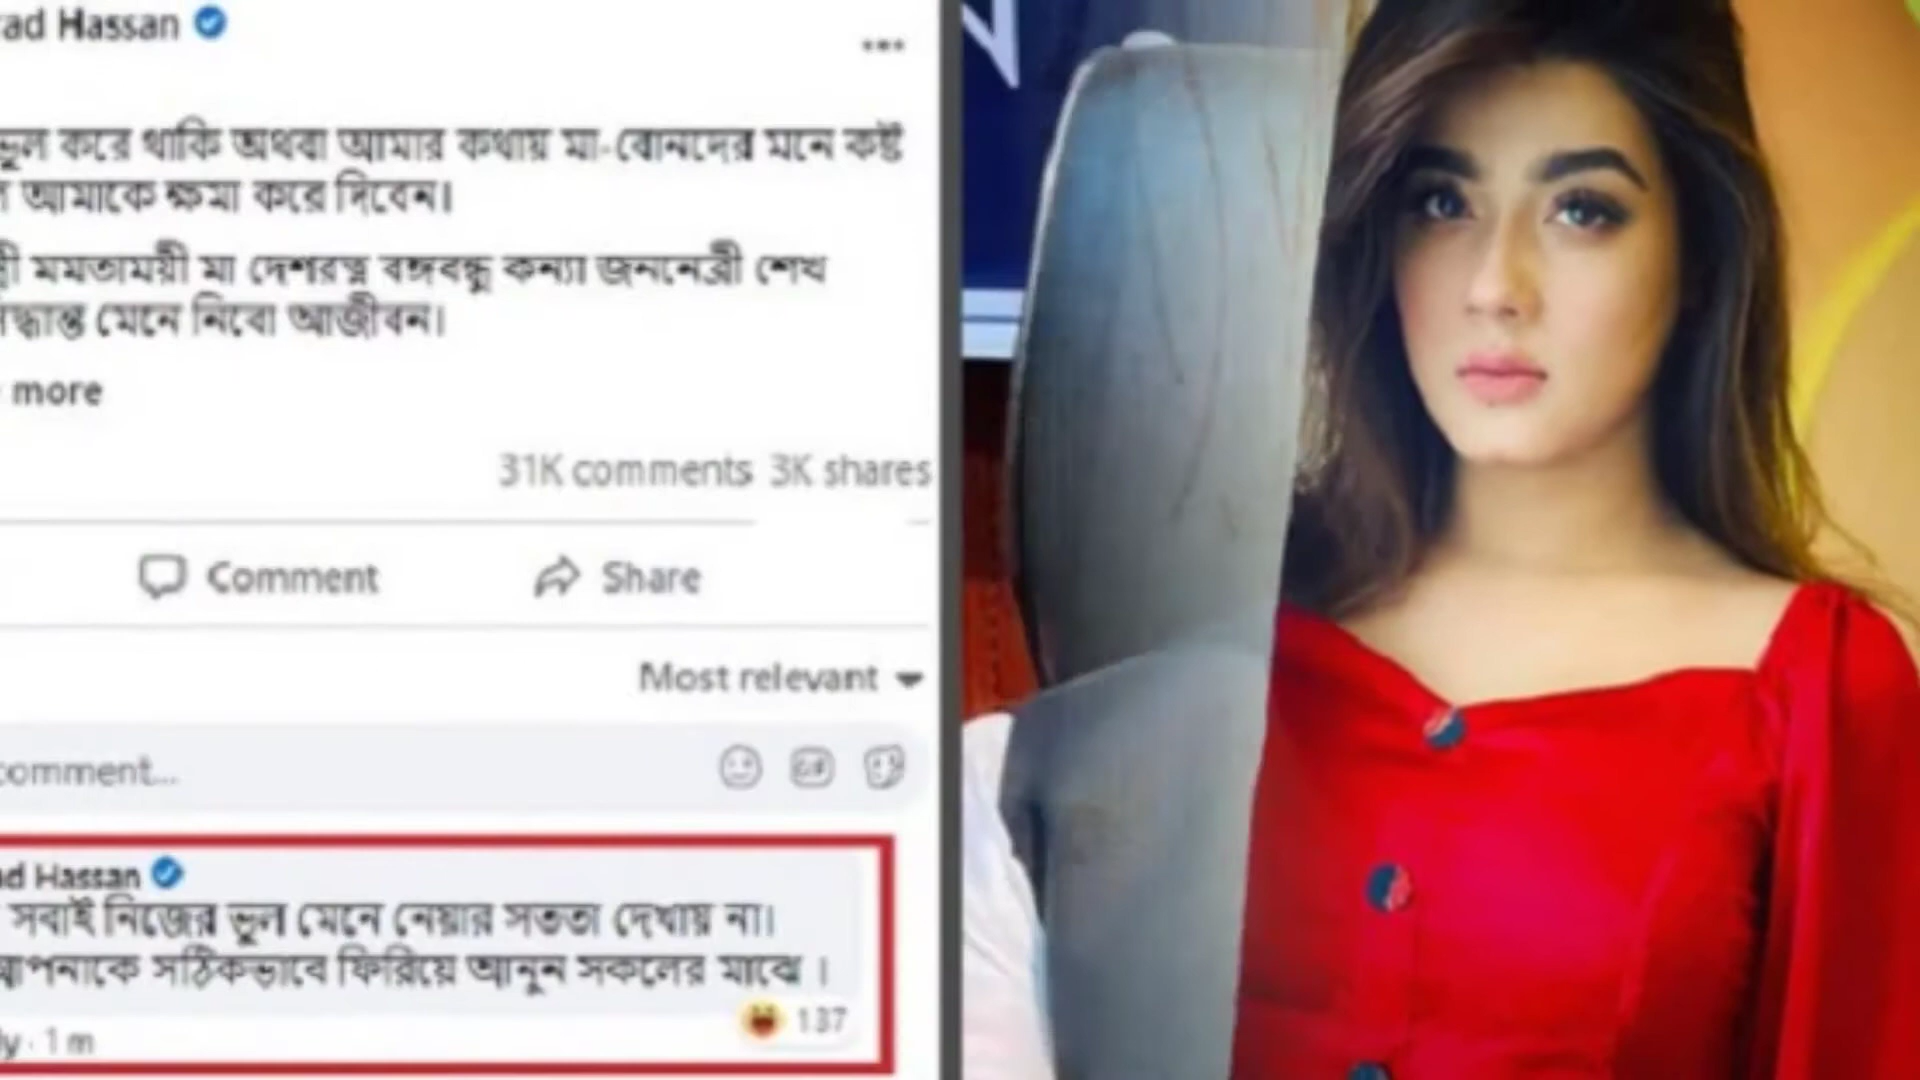 ad Hassan
ভুল করে থাকি অথবা আমার কথায় মা-বোনদের মনে কষ্ট
আমাকে ক্ষমা করে দিবেন।
মমতাময়ী মা দেশরত্ন বঙ্গবন্ধু কন্যা জননেত্রী শেখ
মেনে নিবো আজীবন।
more
31K comments 3K shares
Comment
Share
Most relevant
comment...
GIF
ad Hassan
সবাই নিজের ভুল মেনে নেয়ার সততা দেখায় না।
আপনাকে সঠিকভাবে ফিরিয়ে আনুন সকলের মাঝে ।
137
1 m